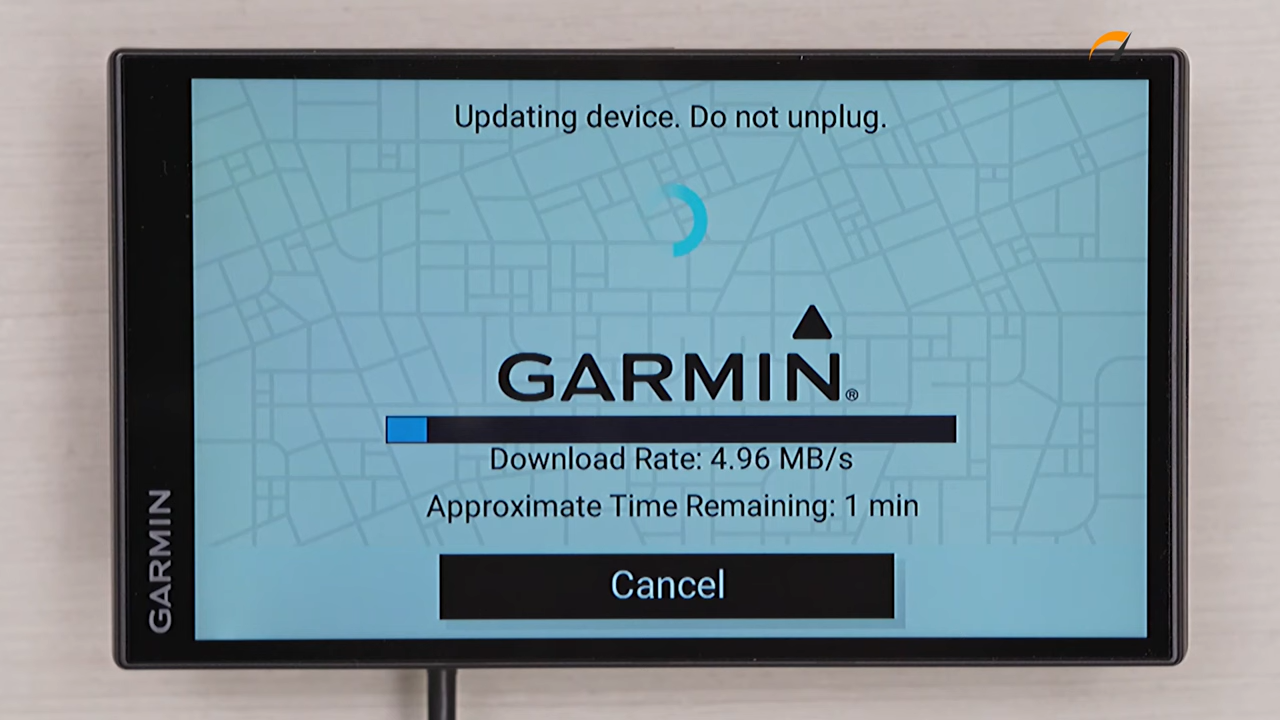 Updating device. Do not unplug.
GARMIN®
Download Rate: 4.96 MB/s
Approximate Time Remaining: 1 min
Cancel
GARMIN